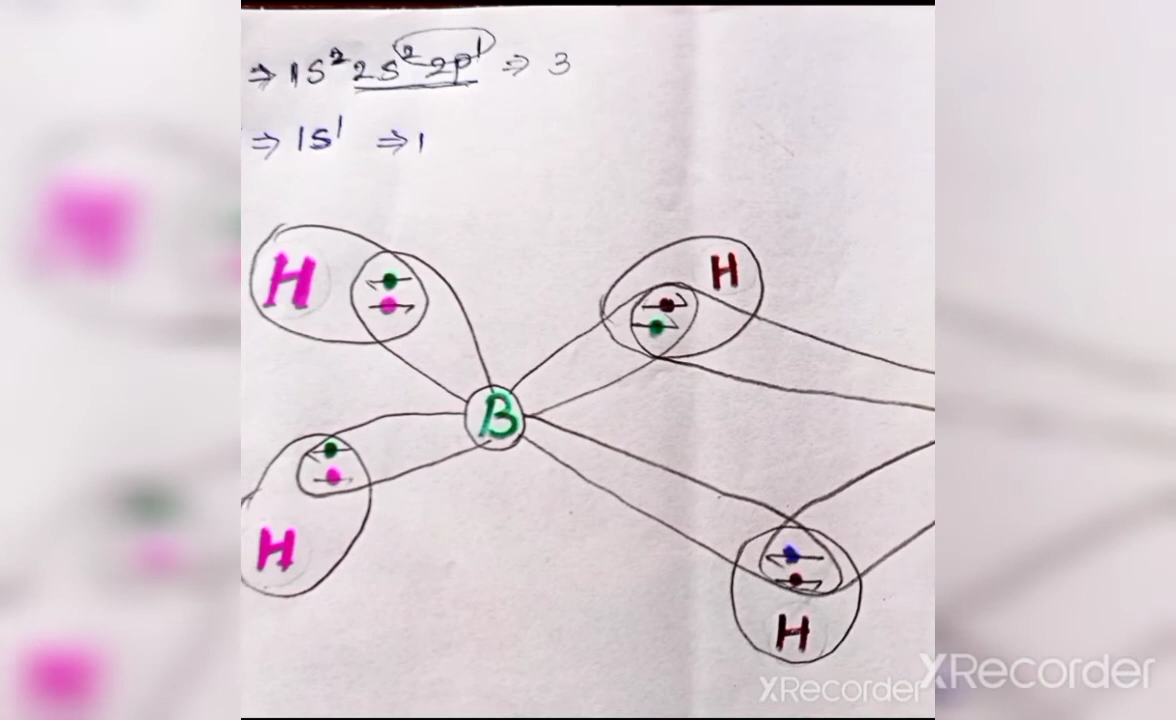 ⇒ 1s² 2s² 2p¹ ⇒ 3
⇒ 1s¹ ⇒ 1
H
H
B
H
H
XRecorder
XRecorder